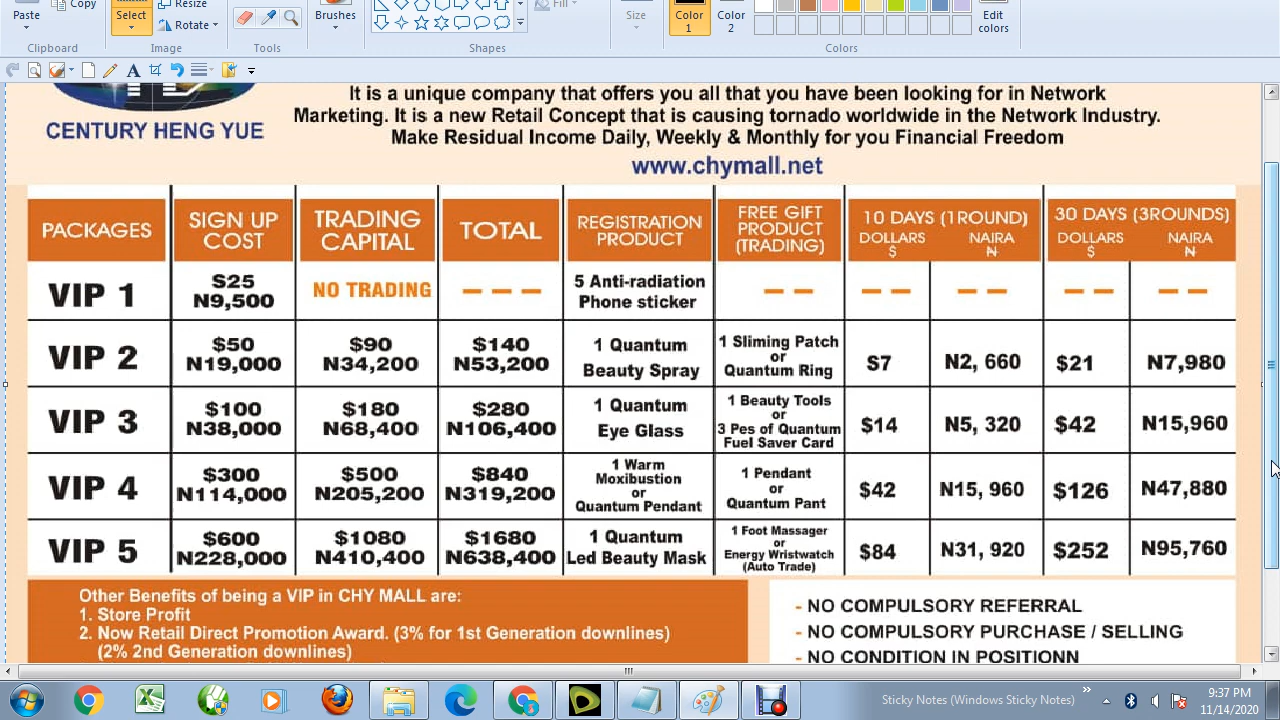 Copy
Resize
Paste
Select
Rotate
Brushes
Fill
Size
Color
1
Color
2
Edit
colors
Clipboard
Image
Tools
Shapes
Colors
It is a unique company that offers you all that you have been looking for in Network
Marketing. It is a new Retail Concept that is causing tornado worldwide in the Network Industry.
Make Residual Income Daily, Weekly & Monthly for you Financial Freedom
CENTURY HENG YUE
www.chymall.net
PACKAGES
SIGN UP
COST
TRADING
CAPITAL
TOTAL
REGISTRATION
PRODUCT
FREE GIFT
PRODUCT
(TRADING)
10 DAYS (1ROUND)
DOLLARS NAIRA
$ ₦
30 DAYS (3ROUNDS)
DOLLARS NAIRA
$ ₦
VIP 1
$25
N9,500
NO TRADING
– – –
5 Anti-radiation
Phone sticker
– –
– –
– –
– –
– –
VIP 2
$50
N19,000
$90
N34,200
$140
N53,200
1 Quantum
Beauty Spray
1 Sliming Patch
or
Quantum Ring
$7
N2, 660
$21
N7,980
VIP 3
$100
N38,000
$180
N68,400
$280
N106,400
1 Quantum
Eye Glass
1 Beauty Tools
or
3 Pes of Quantum
Fuel Saver Card
$14
N5, 320
$42
N15,960
VIP 4
$300
N114,000
$500
N205,200
$840
N319,200
1 Warm
Moxibustion
or
Quantum Pendant
1 Pendant
or
Quantum Pant
$42
N15, 960
$126
N47,880
VIP 5
$600
N228,000
$1080
N410,400
$1680
N638,400
1 Quantum
Led Beauty Mask
1 Foot Massager
or
Energy Wristwatch
(Auto Trade)
$84
N31, 920
$252
N95,760
Other Benefits of being a VIP in CHY MALL are:
1. Store Profit
2. Now Retail Direct Promotion Award. (3% for 1st Generation downlines)
(2% 2nd Generation downlines)
- NO COMPULSORY REFERRAL
- NO COMPULSORY PURCHASE / SELLING
- NO CONDITION IN POSITIONN
Sticky Notes (Windows Sticky Notes)
9:37 PM
11/14/2020